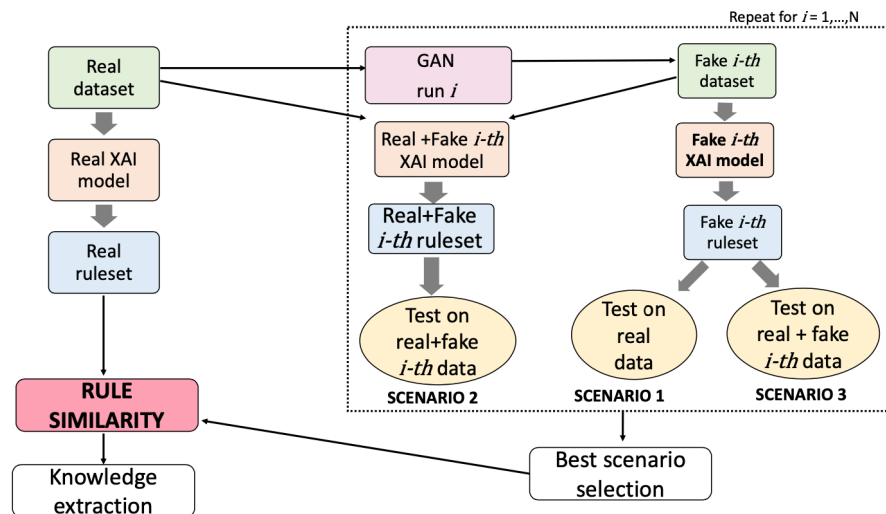 Repeat for i = 1,...,N
Real
dataset
GAN
run i
Fake i-th
dataset
Real XAI
model
Real +Fake i-th
XAI model
Fake i-th
XAI model
Real
ruleset
Real+Fake
i-th ruleset
Fake i-th
ruleset
Test on
real+fake
i-th data
Test on
real
data
Test on
real + fake
i-th data
SCENARIO 2
SCENARIO 1
SCENARIO 3
RULE
SIMILARITY
Best scenario
selection
Knowledge
extraction